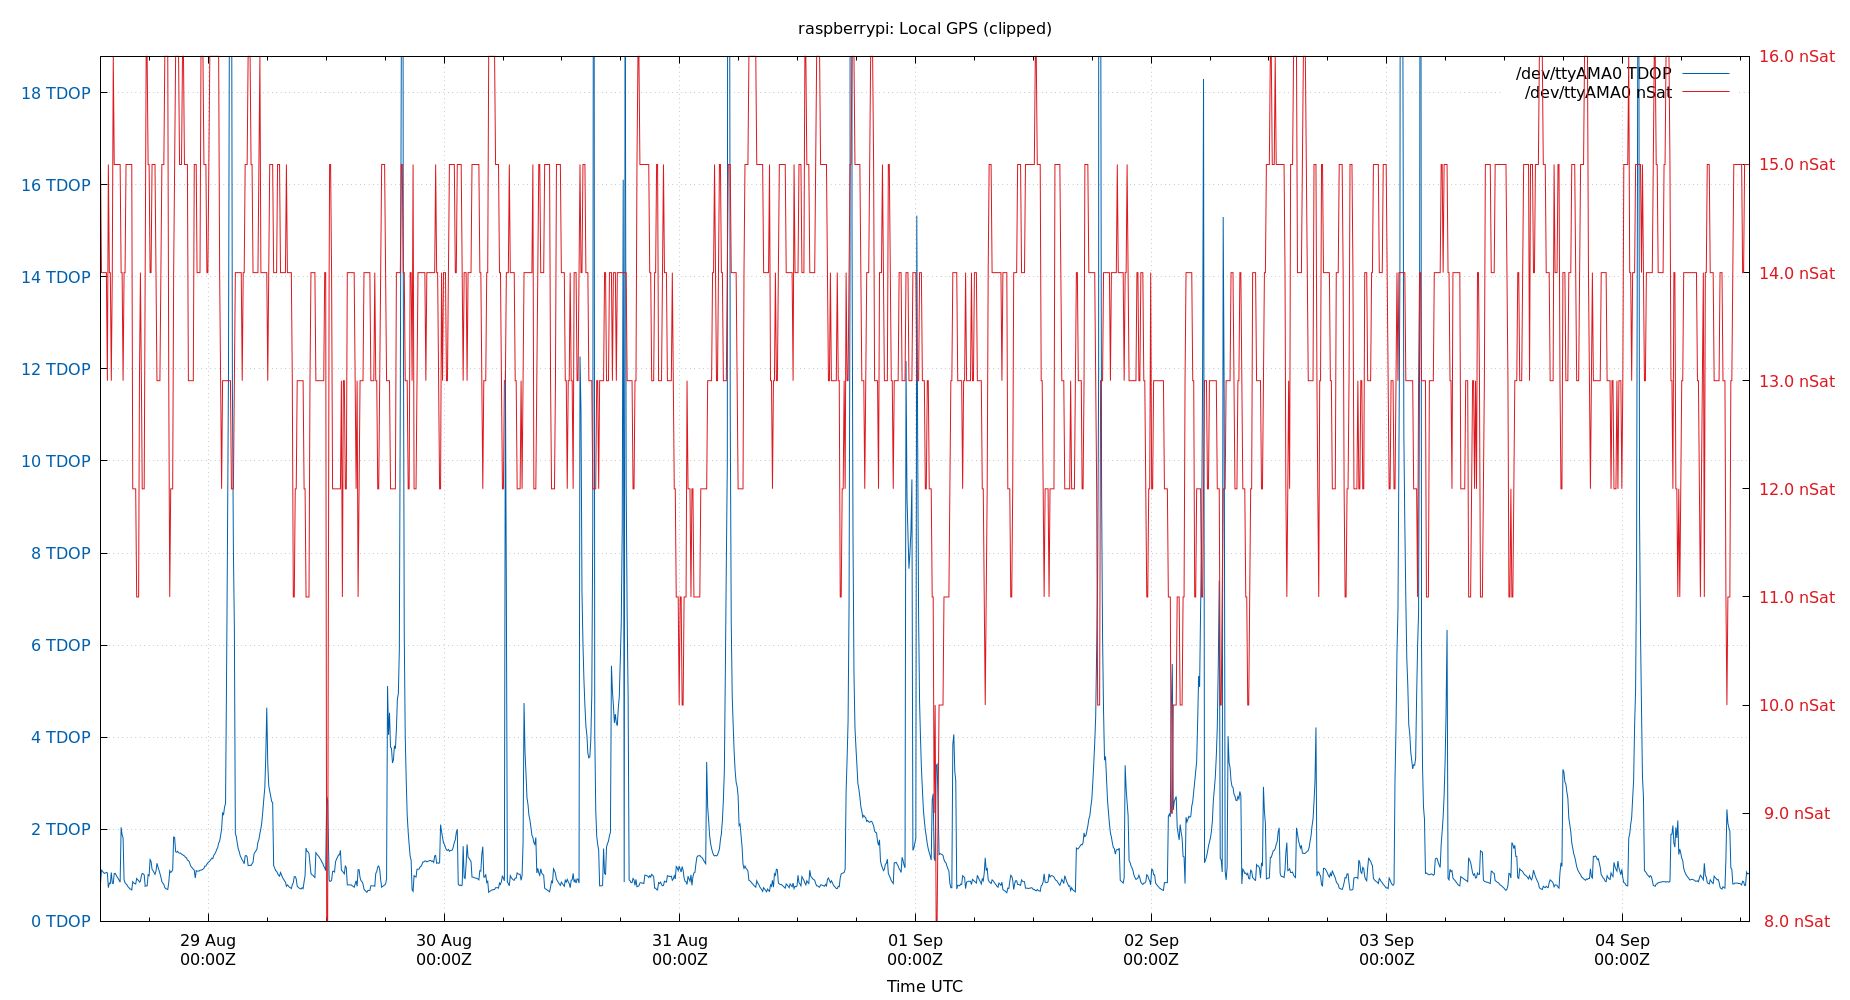 raspberrypi: Local GPS (clipped)
/dev/ttyAMA0 TDOP
/dev/ttyAMA0 nSat
18 TDOP
16 TDOP
14 TDOP
12 TDOP
10 TDOP
8 TDOP
6 TDOP
4 TDOP
2 TDOP
0 TDOP
16.0 nSat
15.0 nSat
14.0 nSat
13.0 nSat
12.0 nSat
11.0 nSat
10.0 nSat
9.0 nSat
8.0 nSat
29 Aug
00:00Z
30 Aug
00:00Z
31 Aug
00:00Z
01 Sep
00:00Z
02 Sep
00:00Z
03 Sep
00:00Z
04 Sep
00:00Z
Time UTC